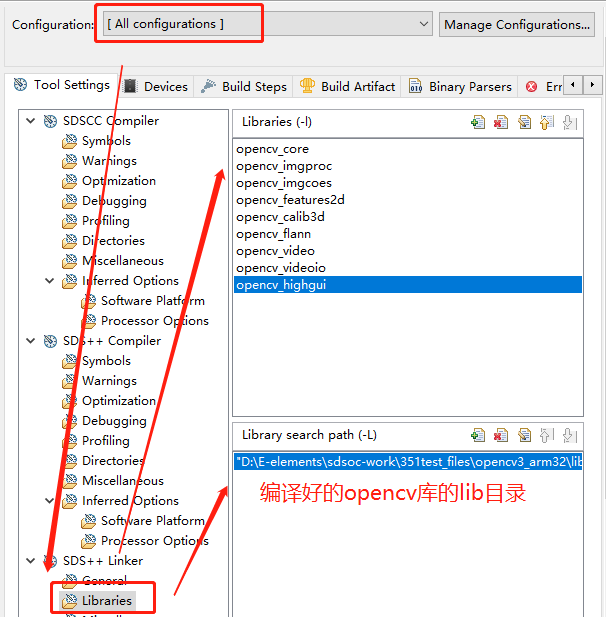 Configuration:
[ All configurations ]
Manage Configurations...
Tool Settings
Devices
Build Steps
Build Artifact
Binary Parsers
Err
SDSCC Compiler
Symbols
Warnings
Optimization
Debugging
Profiling
Directories
Miscellaneous
Inferred Options
Software Platform
Processor Options
SDS++ Compiler
Symbols
Warnings
Optimization
Debugging
Profiling
Directories
Miscellaneous
Inferred Options
Software Platform
Processor Options
SDS++ Linker
General
Libraries
Libraries (-l)
opencv_core
opencv_imgproc
opencv_imgcoes
opencv_features2d
opencv_calib3d
opencv_flann
opencv_video
opencv_videoio
opencv_highgui
Library search path (-L)
"D:\E-elements\sdsoc-work\351test_files\opencv3_arm32\lib
编译好的opencv库的lib目录